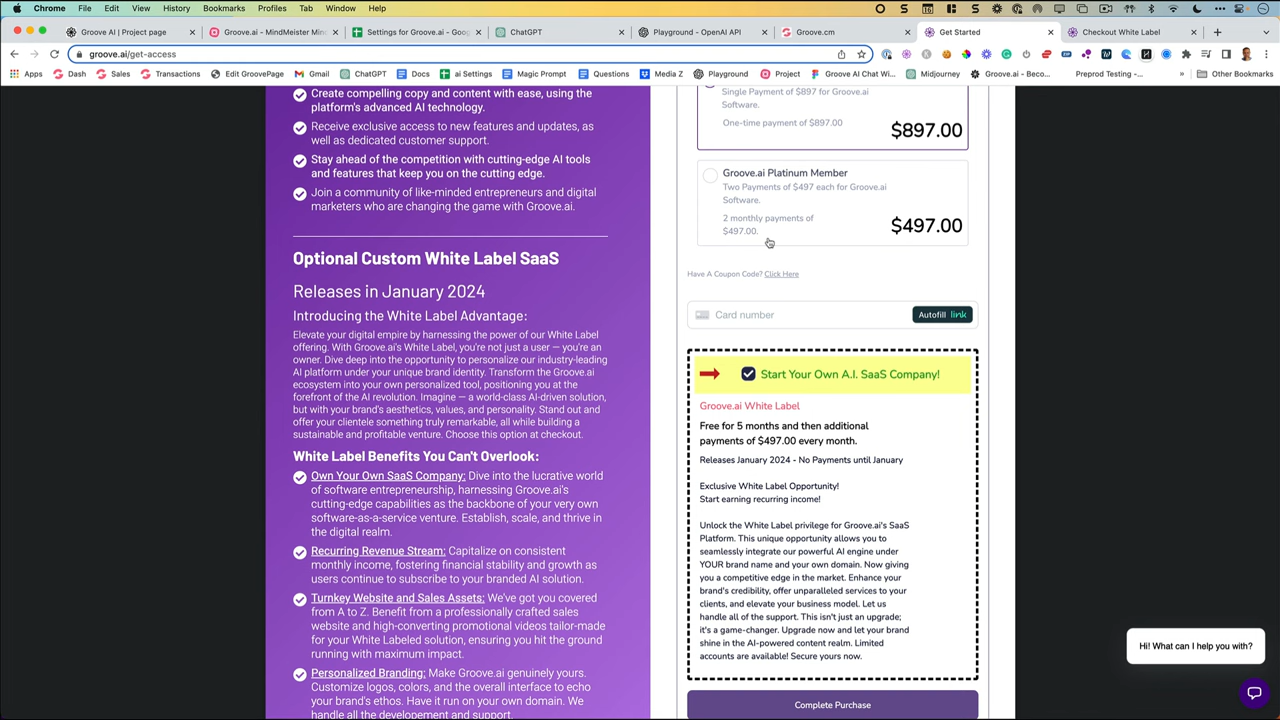 Chrome File Edit View History Bookmarks Profiles Tab Window Help
Groove AI | Project page
Groove.ai - MindMeister Min
Settings for Groove.ai - Goog
ChatGPT
Playground - OpenAI API
Groove.cm
Get Started
Checkout White Label
groove.ai/get-access
Apps Dash Sales Transactions Edit GroovePage Gmail ChatGPT Docs ai Settings Magic Prompt Questions Media Z Playground Project Groove AI Chat Wi... Midjourney Groove.ai - Beco... Preprod Testing -... Other Bookmarks
Create compelling copy and content with ease, using the
platform's advanced AI technology.
Receive exclusive access to new features and updates, as
well as dedicated customer support.
Stay ahead of the competition with cutting-edge AI tools
and features that keep you on the cutting edge.
Join a community of like-minded entrepreneurs and digital
marketers who are changing the game with Groove.ai.
Optional Custom White Label SaaS
Releases in January 2024
Introducing the White Label Advantage:
Elevate your digital empire by harnessing the power of our White Label
offering. With Groove.ai's White Label, you're not just a user — you're an
owner. Dive deep into the opportunity to personalize our industry-leading
AI platform under your unique brand identity. Transform the Groove.ai
ecosystem into your own personalized tool, positioning you at the
forefront of the AI revolution. Imagine — a world-class AI-driven solution,
but with your brand's aesthetics, values, and personality. Stand out and
offer your clientele something truly remarkable, all while building a
sustainable and profitable venture. Choose this option at checkout.
White Label Benefits You Can't Overlook:
Own Your Own SaaS Company: Dive into the lucrative world
of software entrepreneurship, harnessing Groove.ai's
cutting-edge capabilities as the backbone of your very own
software-as-a-service venture. Establish, scale, and thrive in
the digital realm.
Recurring Revenue Stream: Capitalize on consistent
monthly income, fostering financial stability and growth as
users continue to subscribe to your branded AI solution.
Turnkey Website and Sales Assets: We've got you covered
from A to Z. Benefit from a professionally crafted sales
website and high-converting promotional videos tailor-made
for your White Labeled solution, ensuring you hit the ground
running with maximum impact.
Personalized Branding: Make Groove.ai genuinely yours.
Customize logos, colors, and the overall interface to echo
your brand's ethos. Have it run on your own domain. We
handle all the developement and support.
Single Payment of $897 for Groove.ai
Software.
One-time payment of $897.00
$897.00
Groove.ai Platinum Member
Two Payments of $497 each for Groove.ai
Software.
2 monthly payments of
$497.00.
$497.00
Have A Coupon Code? Click Here
Card number
Autofill link
Start Your Own A.I. SaaS Company!
Groove.ai White Label
Free for 5 months and then additional
payments of $497.00 every month.
Releases January 2024 - No Payments until January
Exclusive White Label Opportunity!
Start earning recurring income!
Unlock the White Label privilege for Groove.ai's SaaS
Platform. This unique opportunity allows you to
seamlessly integrate our powerful AI engine under
YOUR brand name and your own domain. Now giving
you a competitive edge in the market. Enhance your
brand's credibility, offer unparalleled services to your
clients, and elevate your business model. Let us
handle all of the support. This isn't just an upgrade;
it's a game-changer. Upgrade now and let your brand
shine in the AI-powered content realm. Limited
accounts are available! Secure yours now.
Complete Purchase
Hi! What can I help you with?